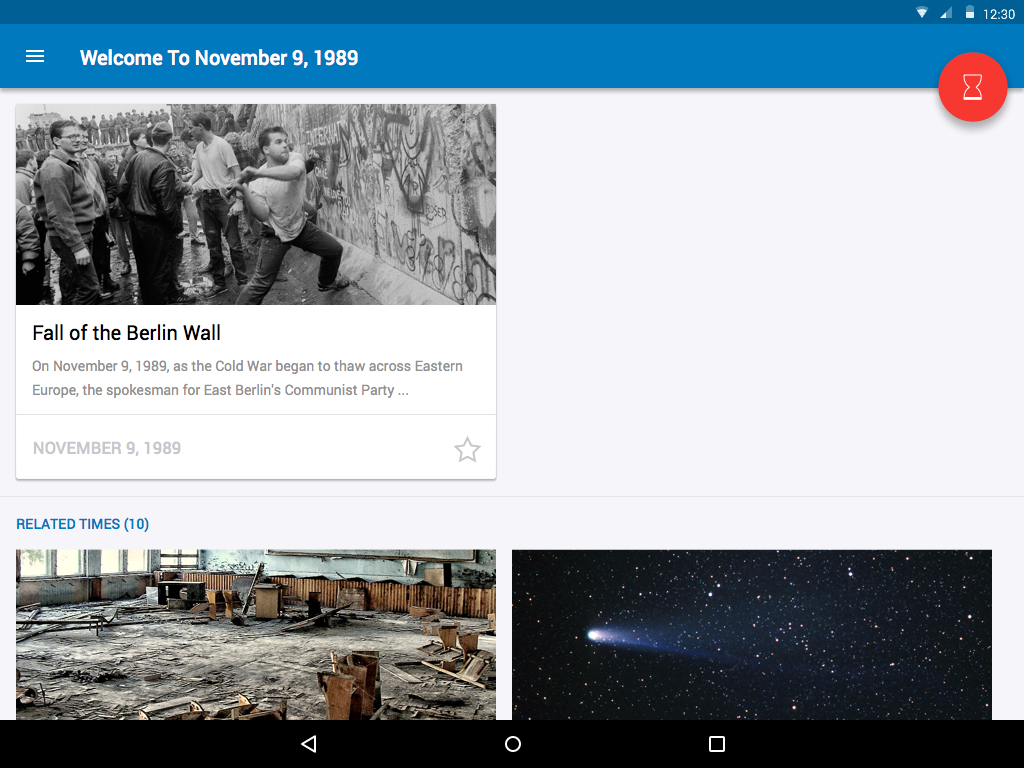 12:30
Welcome To November 9, 1989
Fall of the Berlin Wall
On November 9, 1989, as the Cold War began to thaw across Eastern
Europe, the spokesman for East Berlin's Communist Party ...
NOVEMBER 9, 1989
RELATED TIMES (10)